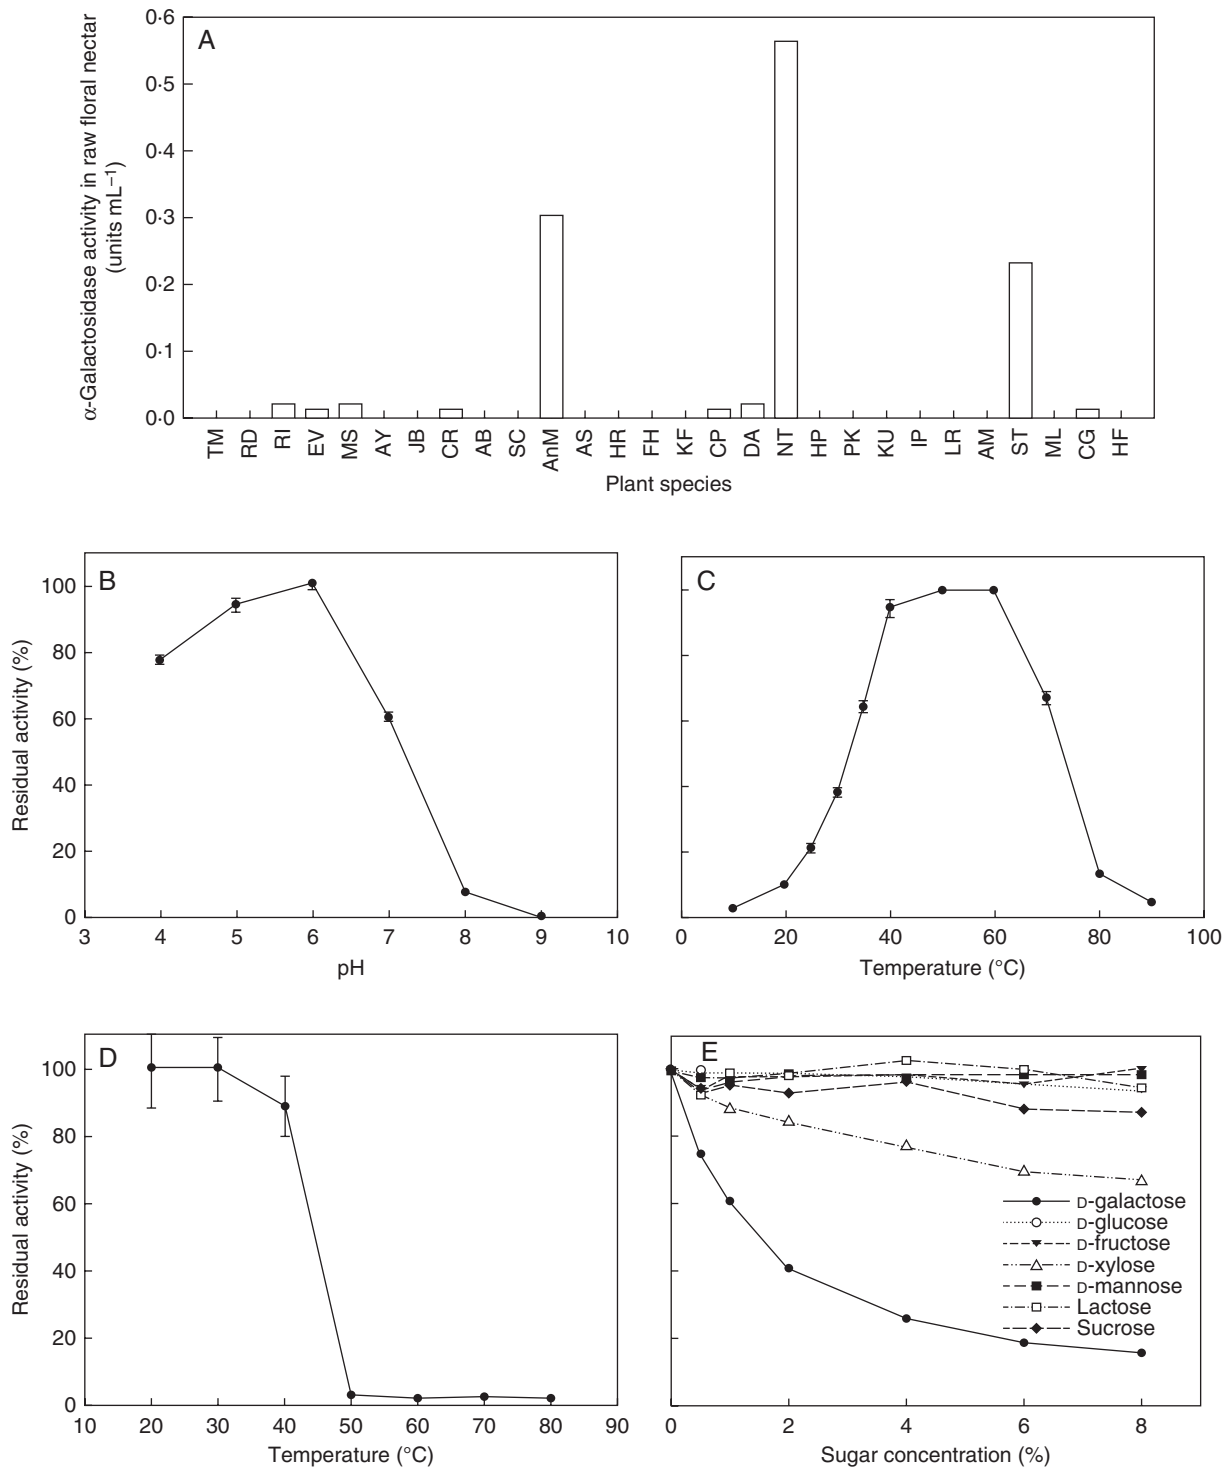 A
α-Galactosidase activity in raw floral nectar
(units mL⁻¹)
0·6
0·5
0·4
0·3
0·2
0·1
0·0
TM RD RI EV MS AY JB CR AB SC AnM AS HR FH KF CP DA NT HP PK KU IP LR AM ST ML CG HF
Plant species
B
Residual activity (%)
100
80
60
40
20
0
3 4 5 6 7 8 9 10
pH
C
0 20 40 60 80 100
Temperature (°C)
D
Residual activity (%)
100
80
60
40
20
0
10 20 30 40 50 60 70 80 90
Temperature (°C)
E
D-galactose
D-glucose
D-fructose
D-xylose
D-mannose
Lactose
Sucrose
0 2 4 6 8
Sugar concentration (%)